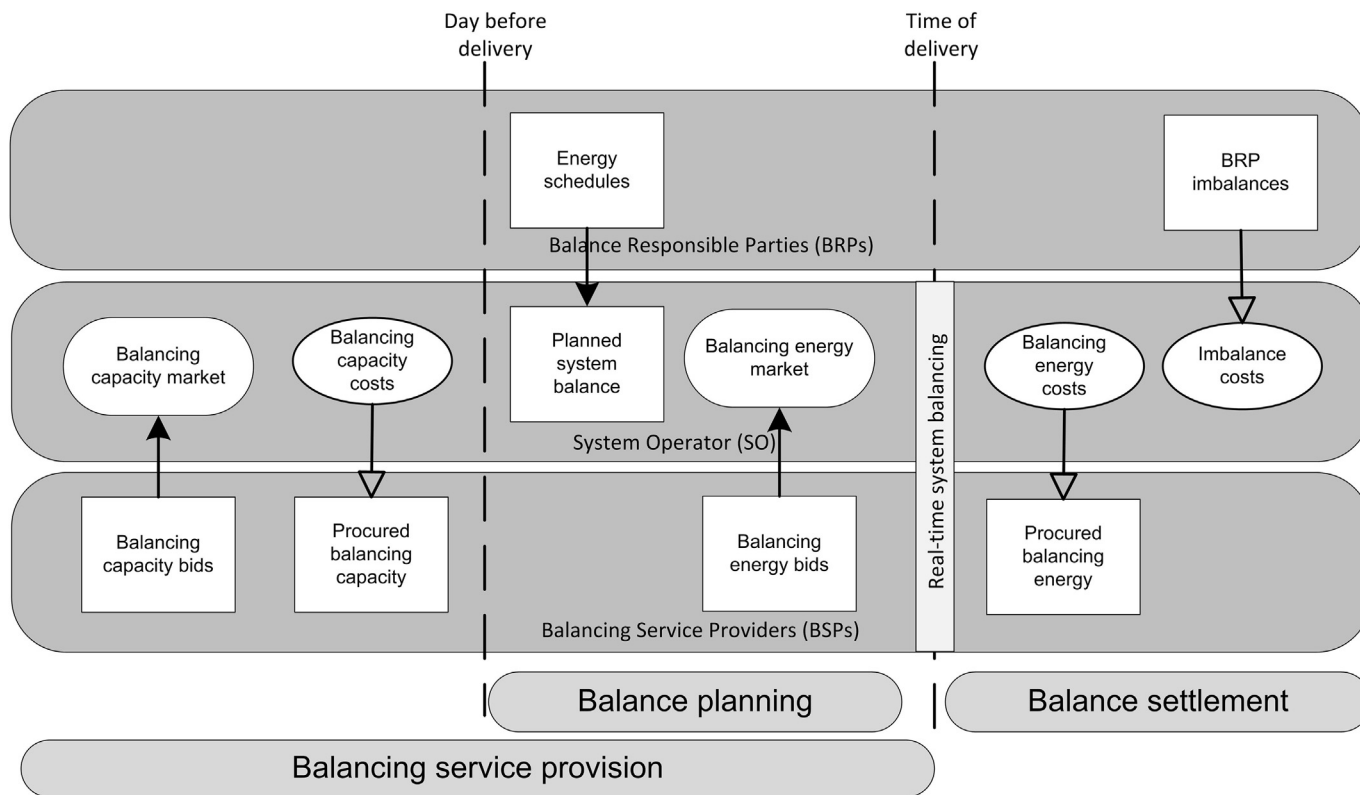 Day before
delivery
Time of
delivery
Energy
schedules
BRP
imbalances
Balance Responsible Parties (BRPs)
Balancing
capacity market
Balancing
capacity
costs
Planned
system
balance
Balancing energy
market
Balancing
energy
costs
Imbalance
costs
System Operator (SO)
Real-time system balancing
Balancing
capacity bids
Procured
balancing
capacity
Balancing
energy bids
Procured
balancing
energy
Balancing Service Providers (BSPs)
Balance planning
Balance settlement
Balancing service provision